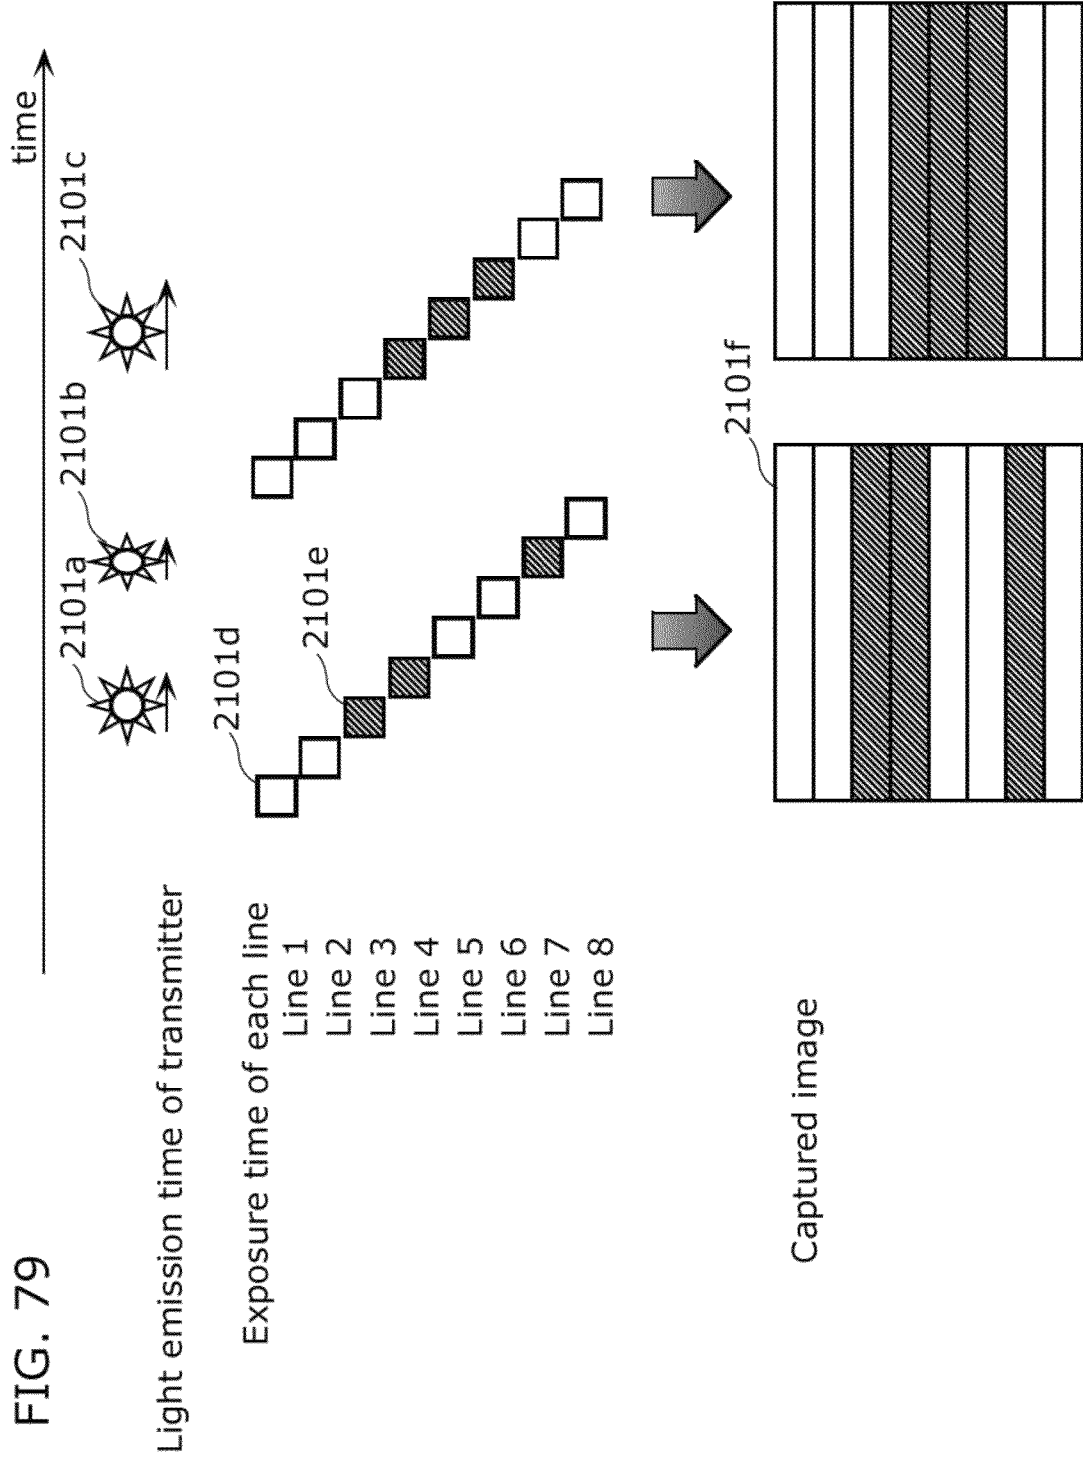 FIG. 79
time
2101a
2101b
2101c
Light emission time of transmitter
2101d
2101e
Exposure time of each line
Line 1
Line 2
Line 3
Line 4
Line 5
Line 6
Line 7
Line 8
2101f
Captured image